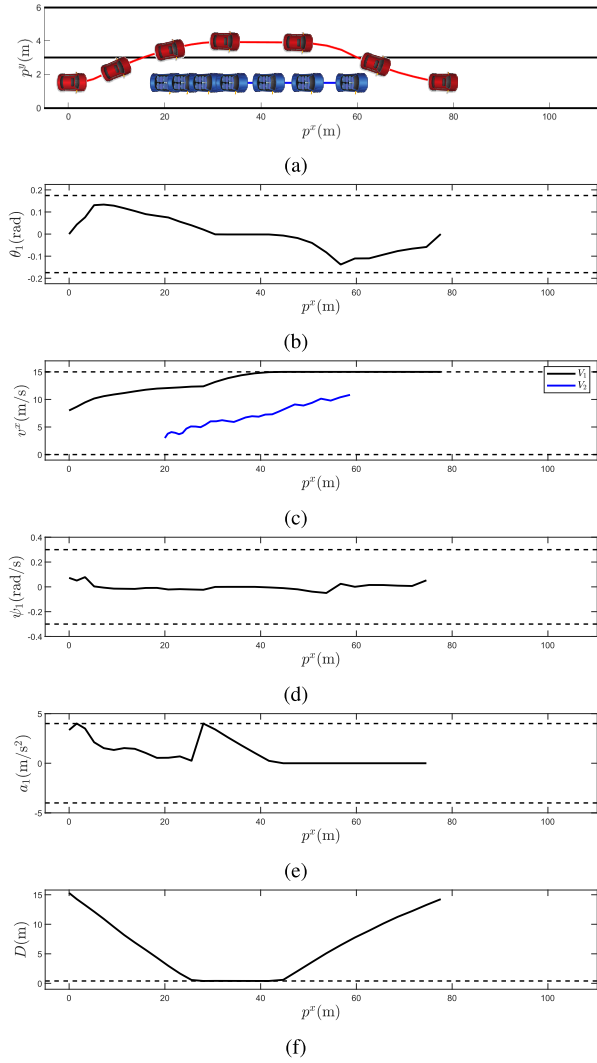 6
4
2
0
p^y(m)
0 20 40 60 80 100
p^x(m)
(a)
0.2
0.1
0
-0.1
-0.2
θ_1(rad)
0 20 40 60 80 100
p^x(m)
(b)
15
10
5
0
v^x(m/s)
V_1
V_2
0 20 40 60 80 100
p^x(m)
(c)
0.4
0.2
0
-0.2
-0.4
ψ_1(rad/s)
0 20 40 60 80 100
p^x(m)
(d)
5
0
-5
a_1(m/s^2)
0 20 40 60 80 100
p^x(m)
(e)
15
10
5
0
D(m)
0 20 40 60 80 100
p^x(m)
(f)